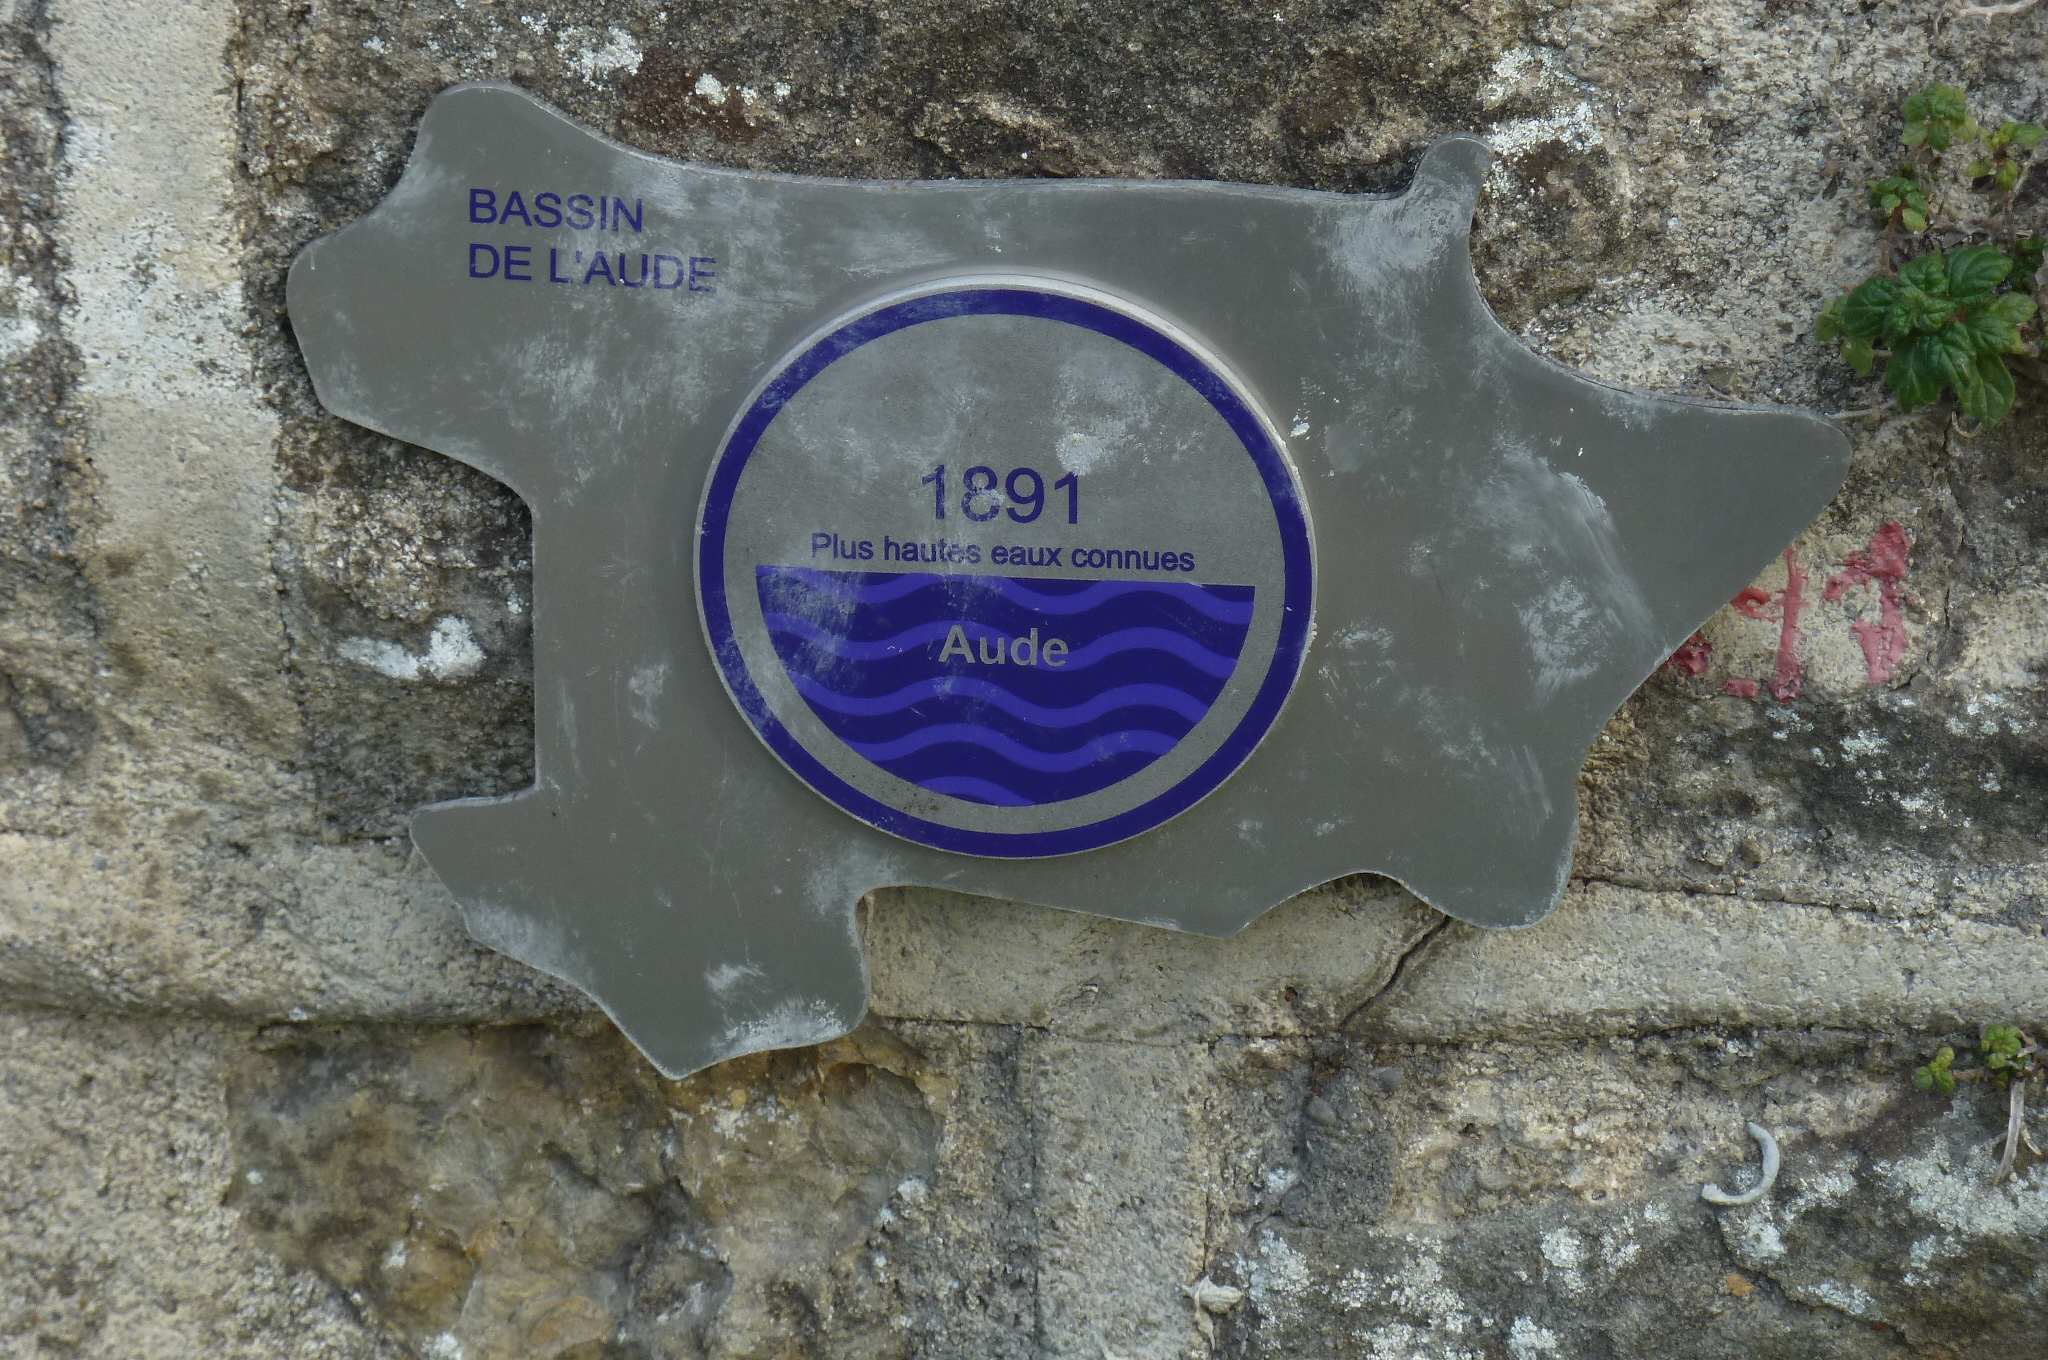 BASSIN
DE L'AUDE
1891
Plus hautes eaux connues
Aude